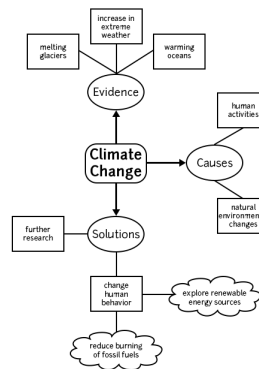 increase in
extreme
weather
melting
glaciers
warming
oceans
Evidence
human
activities
Climate
Change
Causes
natural
environmen
changes
further
research
Solutions
change
human
behavior
explore renewable
energy sources
reduce burning
of fossil fuels